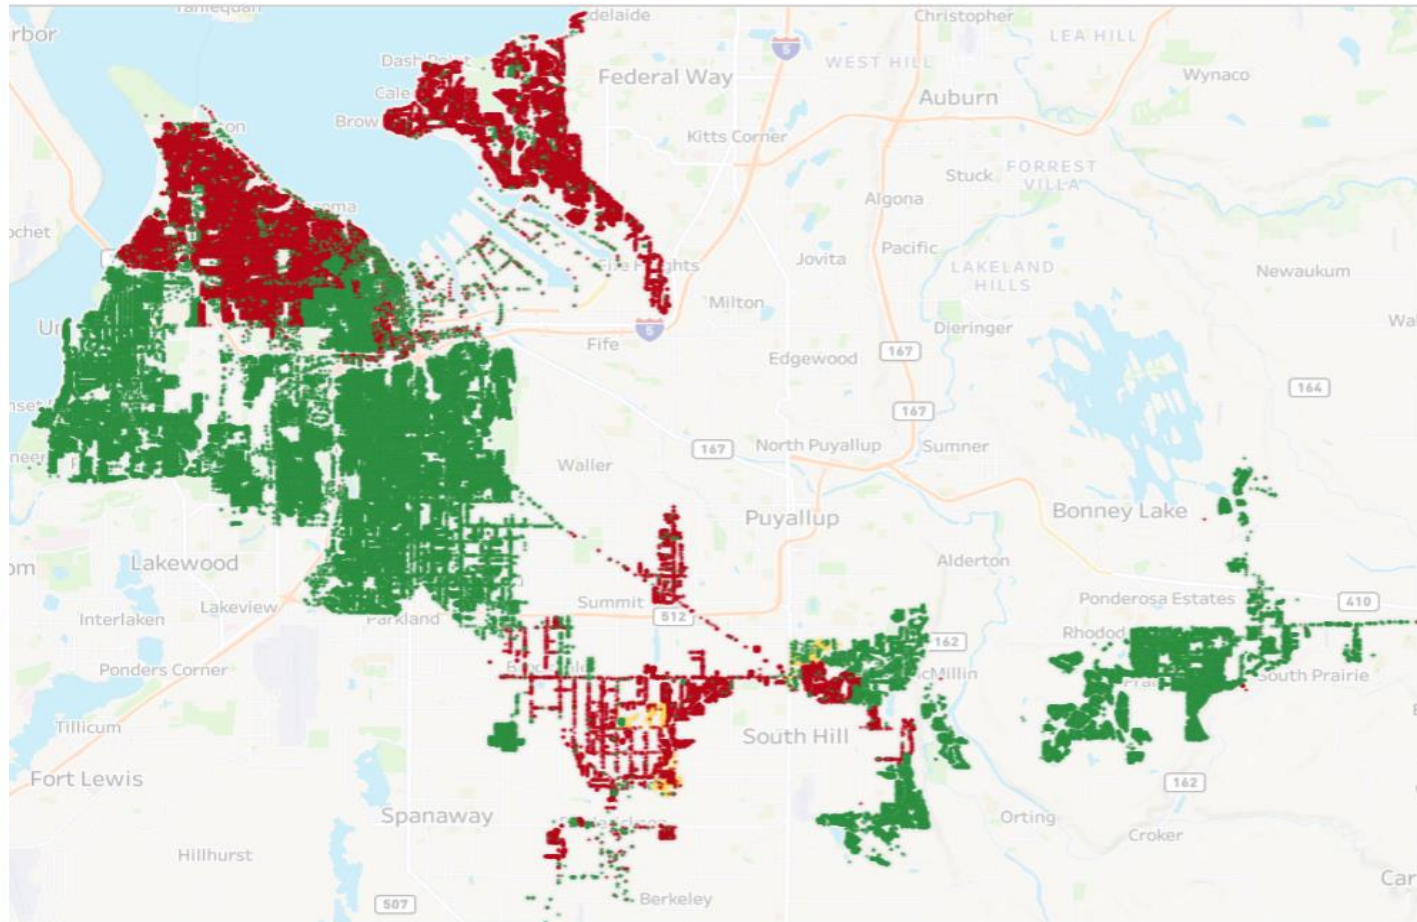 Christopher
LEA HILL
Dash Point
5
WEST HILL
Wynaco
Federal Way
Auburn
Kitts Corner
FORREST
VILLA
Stuck
Algona
Pacific
Jovita
LAKELAND
HILLS
Newaukum
Milton
Dieringer
5
Fife
Edgewood
167
164
167
North Puyallup
Sumner
167
Waller
Puyallup
Bonney Lake
Lakewood
Alderton
Interlaken
Lakeview
Summit
512
Ponderosa Estates
410
Parkland
162
Ponders Corner
South Prairie
Tillicum
South Hill
Fort Lewis
162
Spanaway
Orting
Croker
Hillhurst
Berkeley
507